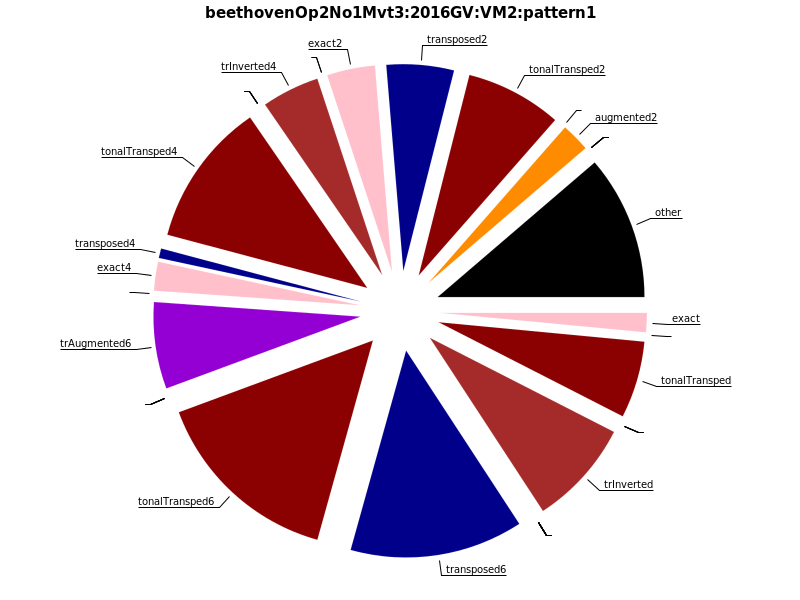 beethovenOp2No1Mvt3:2016GV:VM2:pattern1
transposed2
exact2
trInverted4
tonalTransped2
augmented2
tonalTransped4
other
transposed4
exact4
exact
trAugmented6
tonalTransped
trInverted
tonalTransped6
transposed6